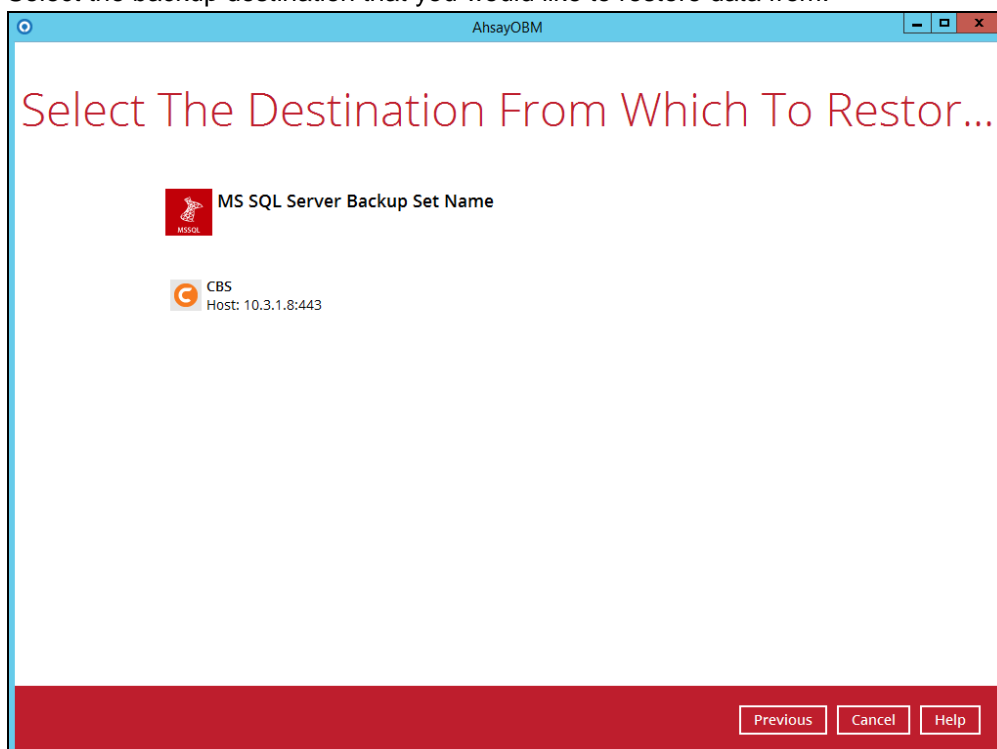 Select the backup destination that you would like to restore data from.
AhsayOBM
Select The Destination From Which To Restor...
MS SQL Server Backup Set Name
MSSQL
CBS
Host: 10.3.1.8:443
Previous Cancel Help